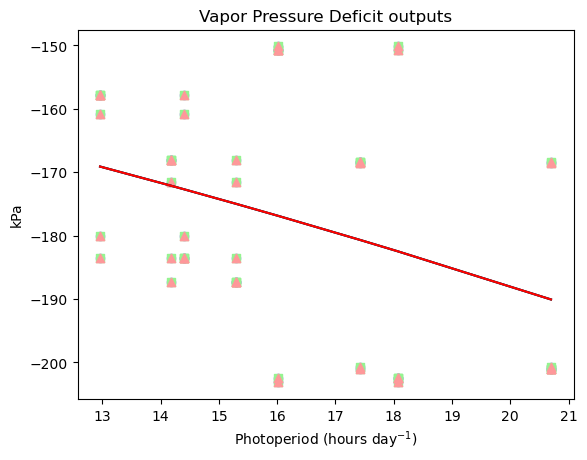 Vapor Pressure Deficit outputs
kPa
−150
−160
−170
−180
−190
−200
13 14 15 16 17 18 19 20 21
Photoperiod (hours day⁻¹)